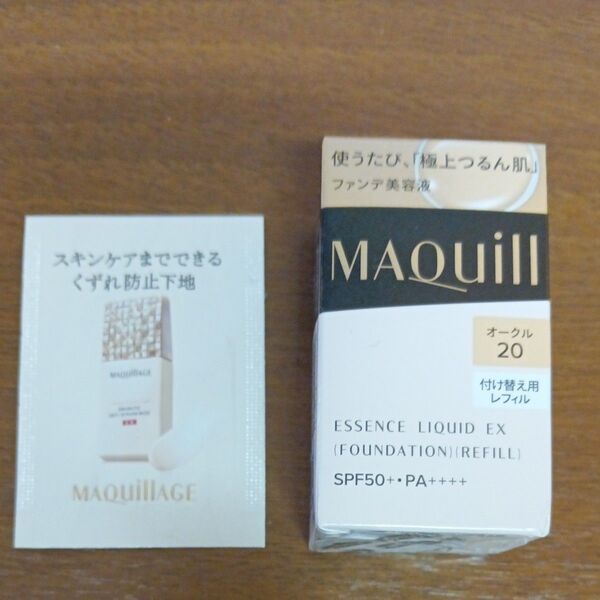 スキンケアまでできる
くずれ防止下地
MAQUILLAGE
MAQUILLAGE
使うたび、「極上つるん肌」
ファンデ美容液
MAQUIll
オークル
20
付け替え用
レフィル
ESSENCE LIQUID EX
(FOUNDATION)(REFILL)
SPF50+・PA++++